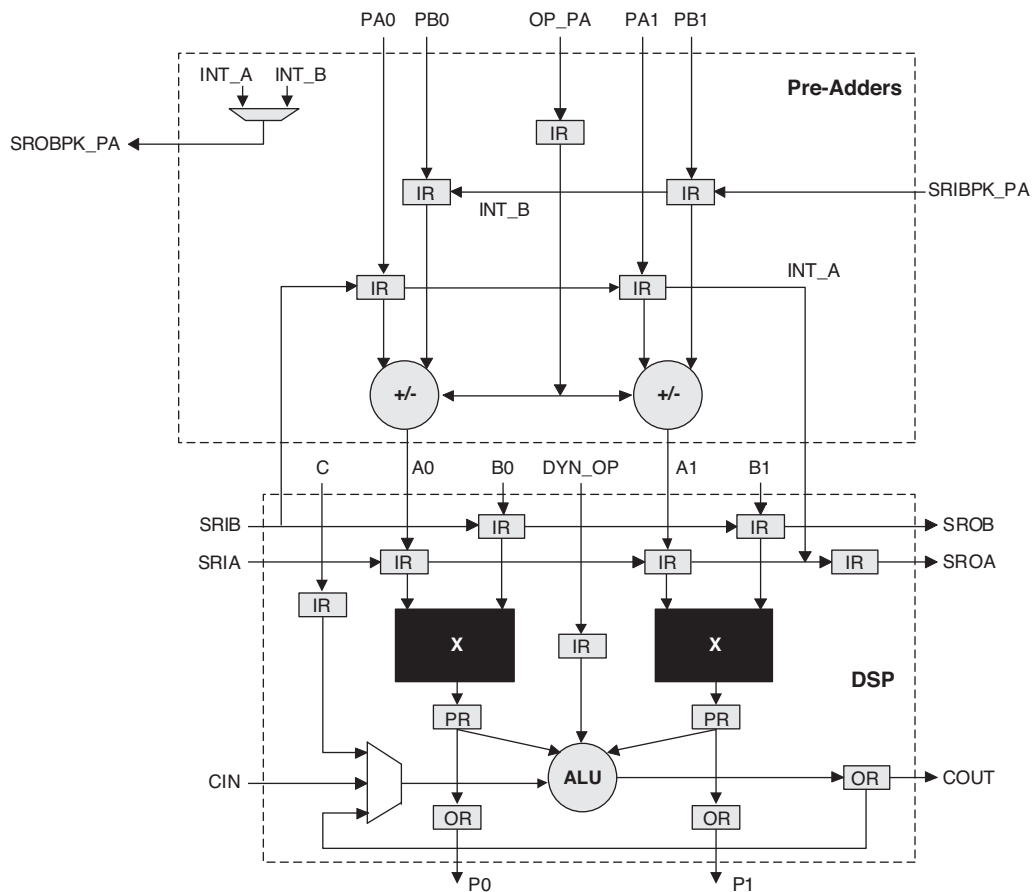 PA0 PB0 OP_PA PA1 PB1
INT_A INT_B
Pre-Adders
IR
SROBPK_PA
IR IR SRIBPK_PA
INT_B
INT_A
IR IR
+/- +/-
C A0 B0 DYN_OP A1 B1
SRIB IR IR SROB
SRIA IR IR IR SROA
IR
X IR X
DSP
PR PR
CIN ALU OR COUT
OR OR
P0 P1